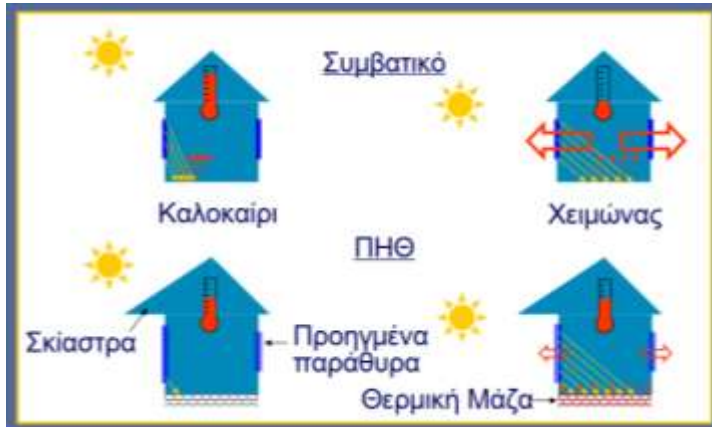 Συμβατικό
Καλοκαίρι
Χειμώνας
ΠΗΘ
Σκίαστρα
Προηγμένα
παράθυρα
Θερμική Μάζα